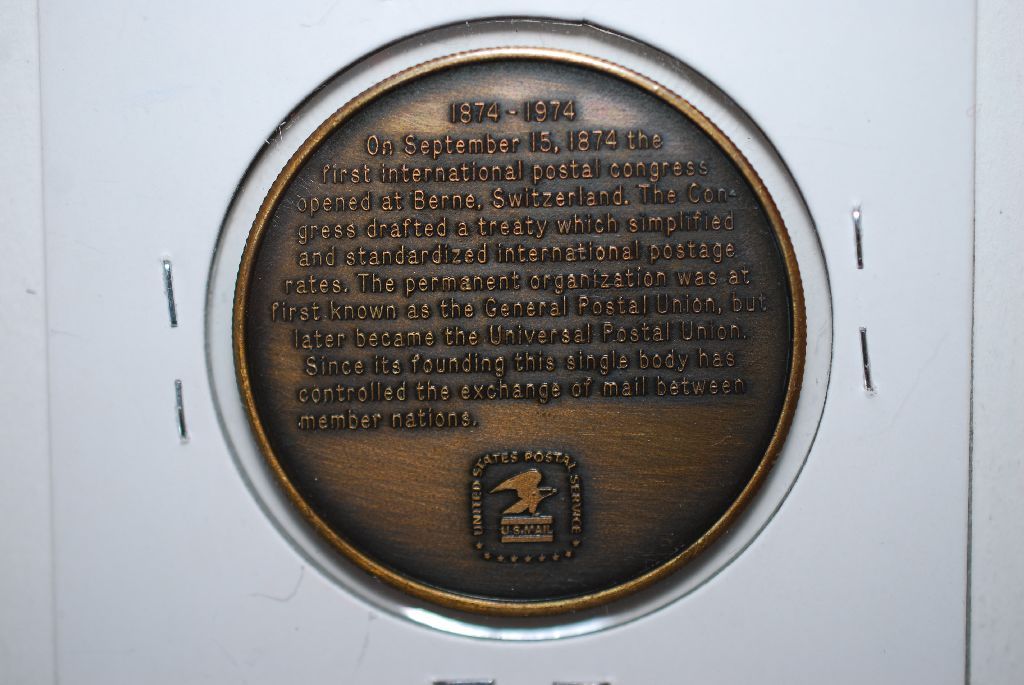 1874 - 1974
On September 15, 1874 the
first international postal congress
opened at Berne, Switzerland. The Con-
gress drafted a treaty which simplified
and standardized international postage
rates. The permanent organization was at
first known as the General Postal Union, but
later became the Universal Postal Union.
Since its founding this single body has
controlled the exchange of mail between
member nations.
UNITED STATES POSTAL SERVICE
U.S.MAIL